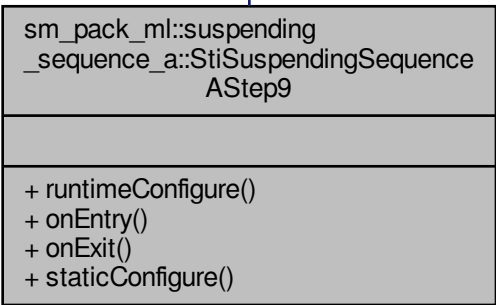 sm_pack_ml::suspending
_sequence_a::StiSuspendingSequence
AStep9
+ runtimeConfigure()
+ onEntry()
+ onExit()
+ staticConfigure()